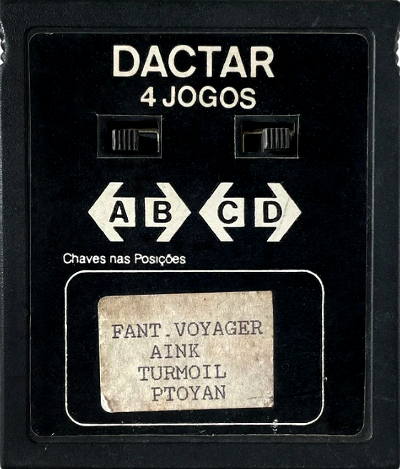 DACTAR
4 JOGOS
A B C D
Chaves nas Posições
FANT.VOYAGER
AINK
TURMOIL
PTOYAN